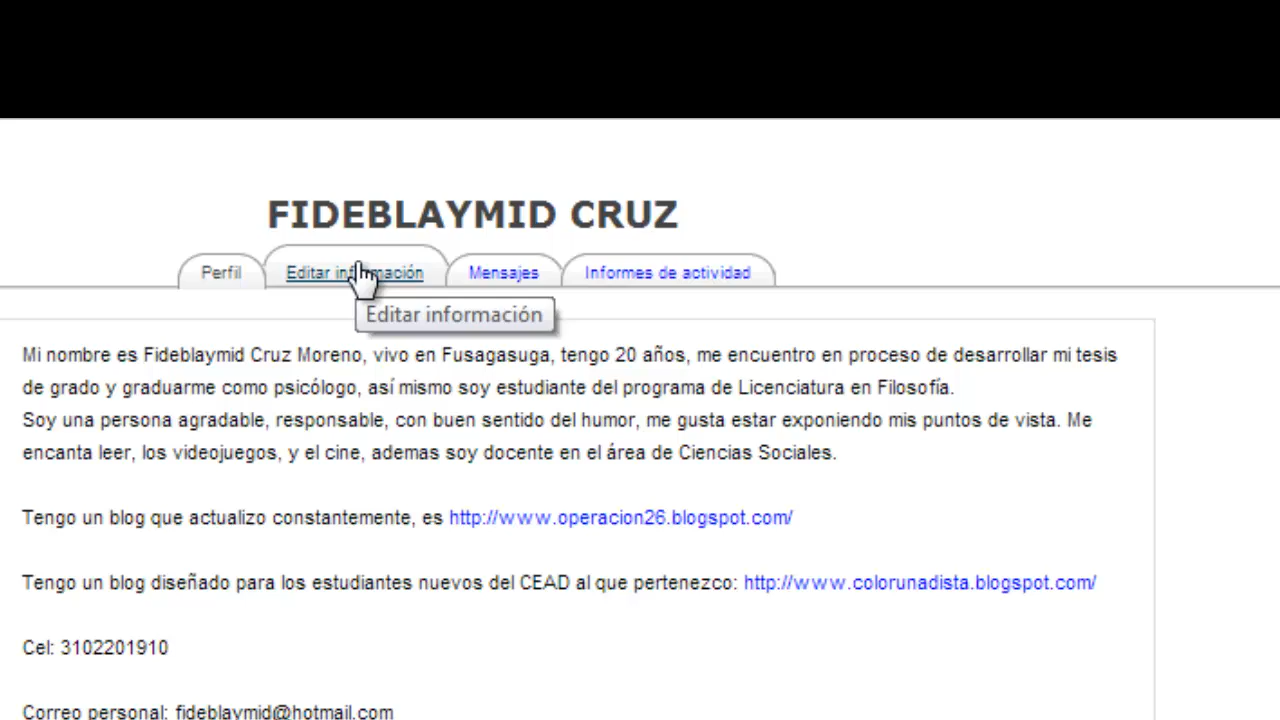 FIDEBLAYMID CRUZ
Perfil Editar información Mensajes Informes de actividad
Editar información
Mi nombre es Fideblaymid Cruz Moreno, vivo en Fusagasuga, tengo 20 años, me encuentro en proceso de desarrollar mi tesis
de grado y graduarme como psicólogo, así mismo soy estudiante del programa de Licenciatura en Filosofía.
Soy una persona agradable, responsable, con buen sentido del humor, me gusta estar exponiendo mis puntos de vista. Me
encanta leer, los videojuegos, y el cine, ademas soy docente en el área de Ciencias Sociales.
Tengo un blog que actualizo constantemente, es http://www.operacion26.blogspot.com/
Tengo un blog diseñado para los estudiantes nuevos del CEAD al que pertenezco: http://www.colorunadista.blogspot.com/
Cel: 3102201910
Correo personal: fideblaymid@hotmail.com